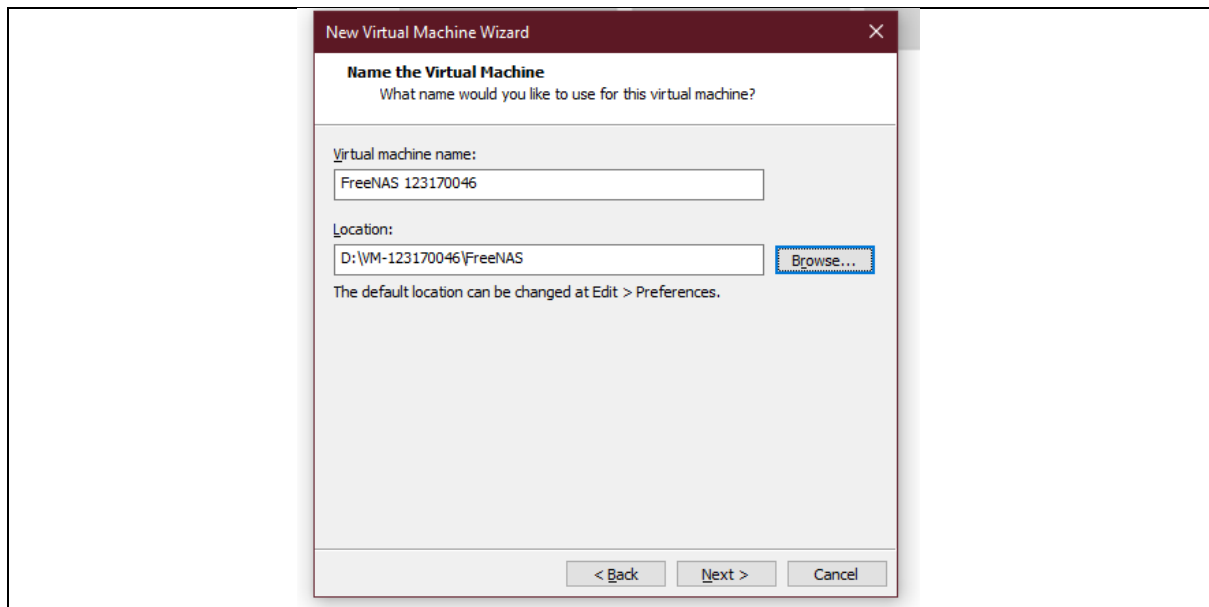 New Virtual Machine Wizard
Name the Virtual Machine
What name would you like to use for this virtual machine?
Virtual machine name:
FreeNAS 123170046
Location:
D:\VM-123170046\FreeNAS
Browse...
The default location can be changed at Edit > Preferences.
< Back Next > Cancel